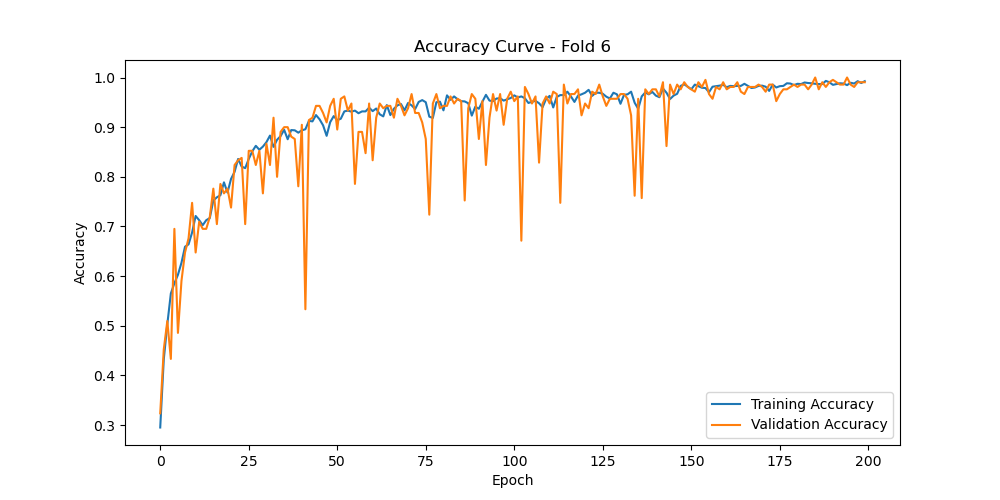 Accuracy Curve - Fold 6
1.0
0.9
0.8
0.7
0.6
0.5
0.4
0.3
Accuracy
0 25 50 75 100 125 150 175 200
Epoch
Training Accuracy
Validation Accuracy